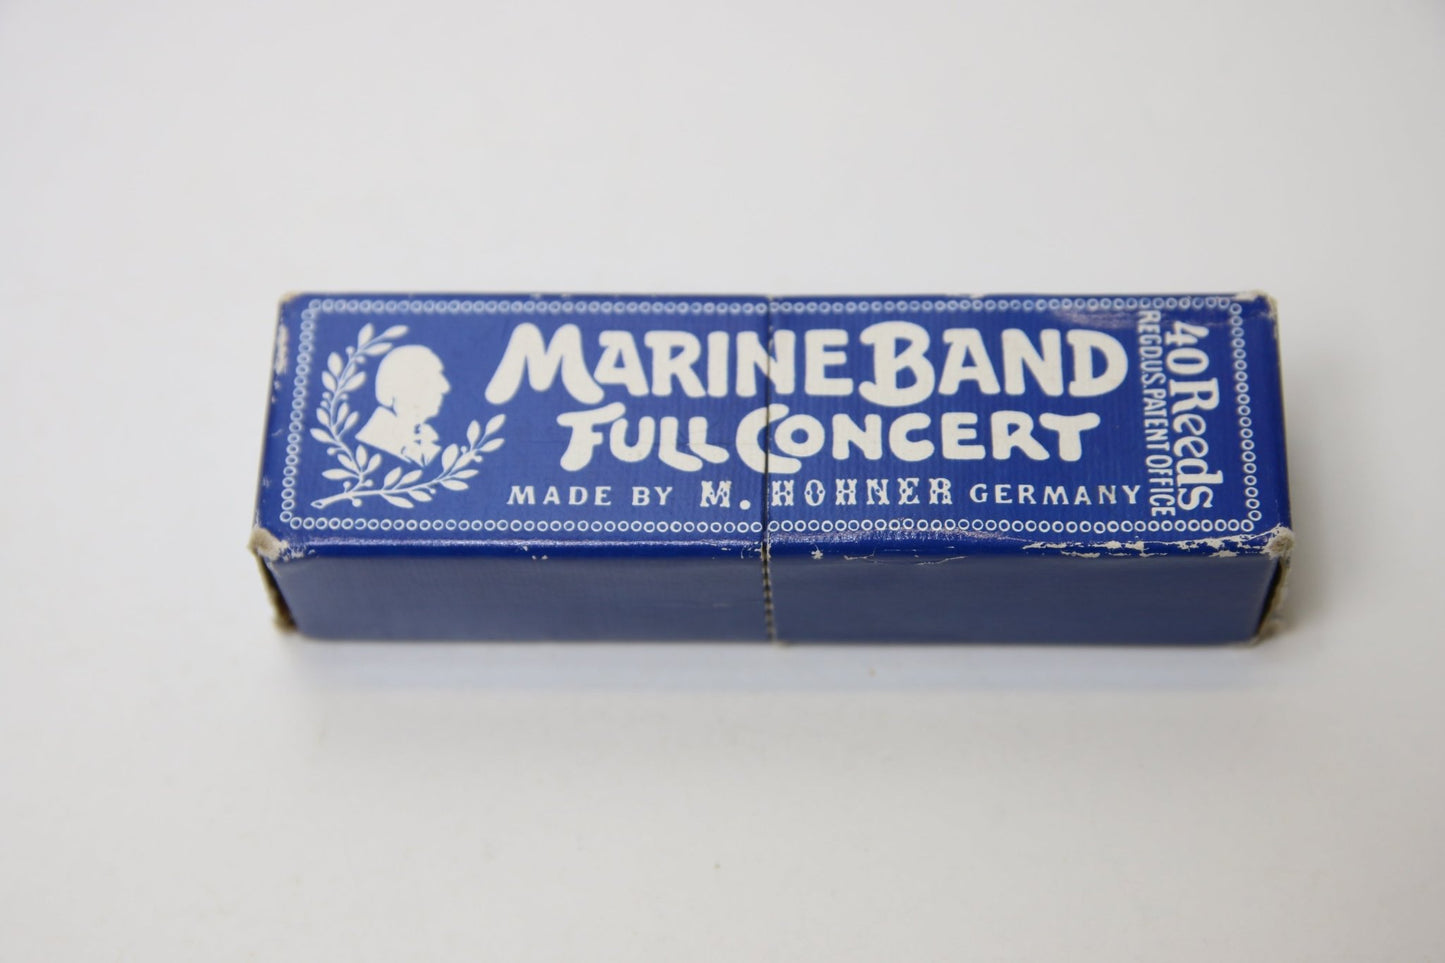 MARINE BAND
FULL CONCERT
MADE BY M. HOHNER GERMANY
40 Reeds
REG'D.U.S.PATENT OFFICE